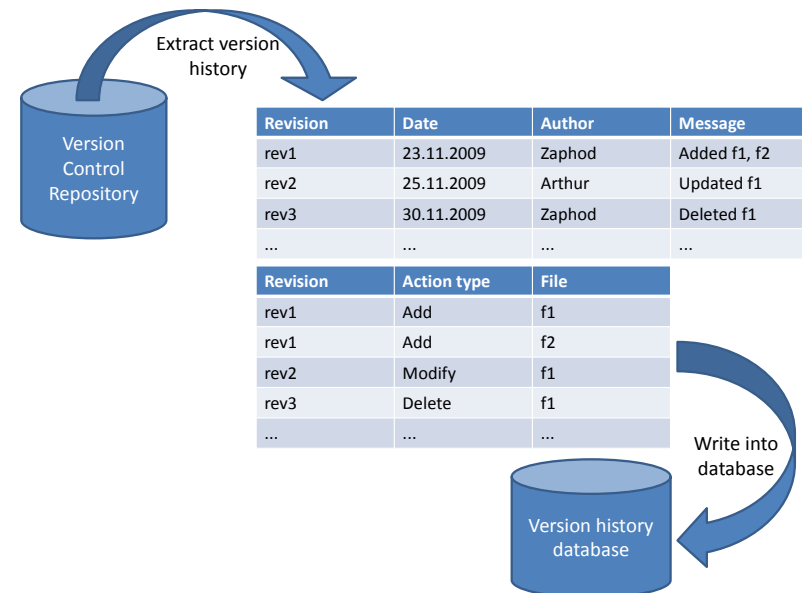 Extract version
history
Version
Control
Repository
Revision Date Author Message
rev1 23.11.2009 Zaphod Added f1, f2
rev2 25.11.2009 Arthur Updated f1
rev3 30.11.2009 Zaphod Deleted f1
... ... ... ...
Revision Action type File
rev1 Add f1
rev1 Add f2
rev2 Modify f1
rev3 Delete f1
... ... ...
Write into
database
Version history
database